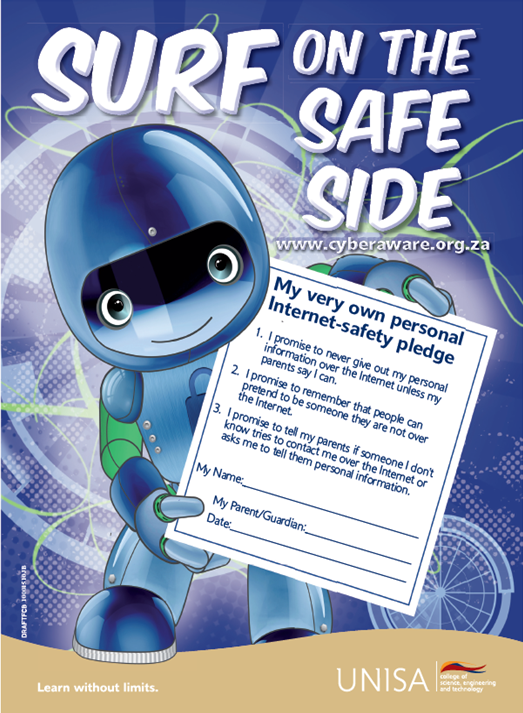 SURF ON THE
SAFE
SIDE
www.cyberaware.org.za
My very own personal
Internet-safety pledge
1. I promise to never give out my personal
information over the Internet unless my
parents say I can.
2. I promise to remember that people can
pretend to be someone they are not over
the Internet.
3. I promise to tell my parents if someone I don't
know tries to contact me over the Internet or
asks me to tell them personal information.
My Name:
My Parent/Guardian:
Date:
Learn without limits.
UNISA
college of
science, engineering
and technology